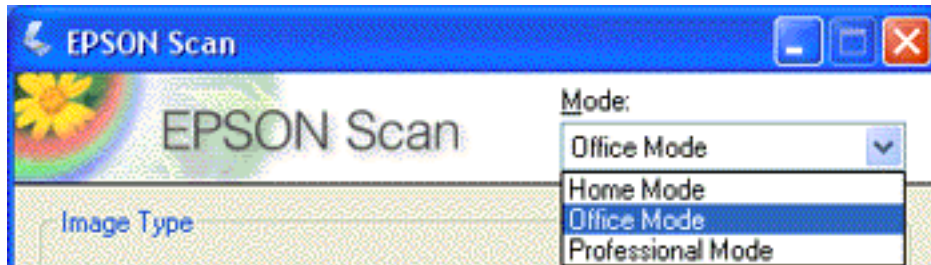 EPSON Scan
EPSON Scan
Mode:
Office Mode
Home Mode
Office Mode
Professional Mode
Image Type